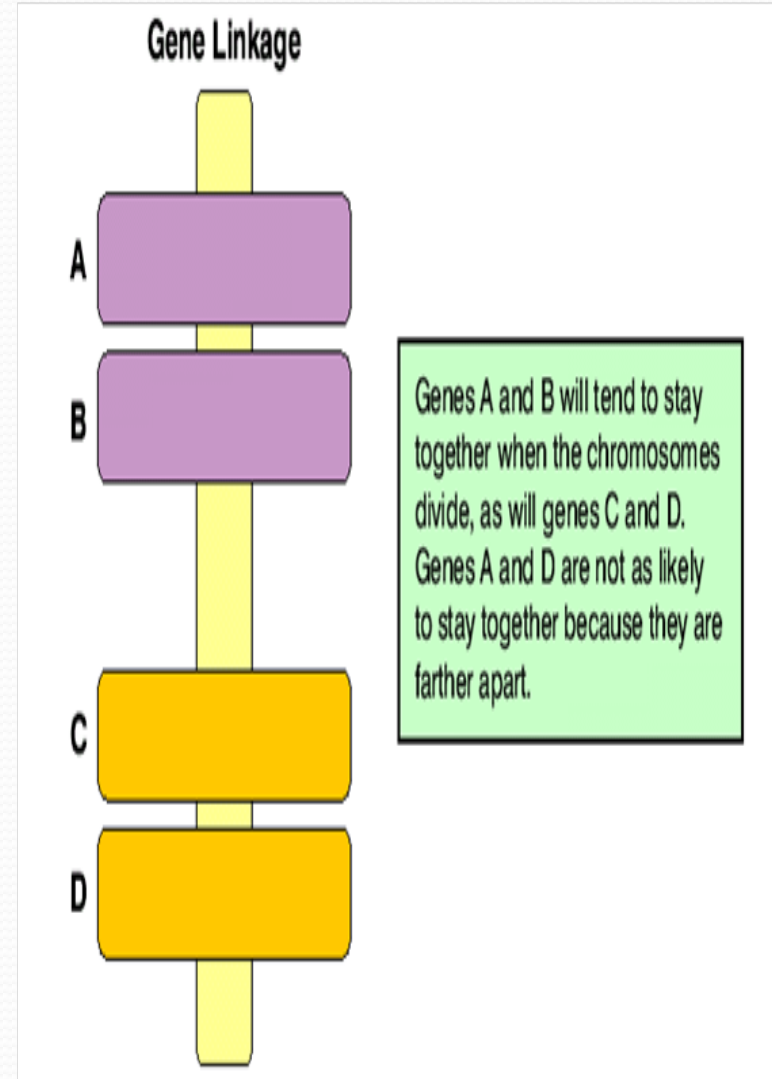 Gene Linkage
A
B
Genes A and B will tend to stay
together when the chromosomes
divide, as will genes C and D.
Genes A and D are not as likely
to stay together because they are
farther apart.
C
D